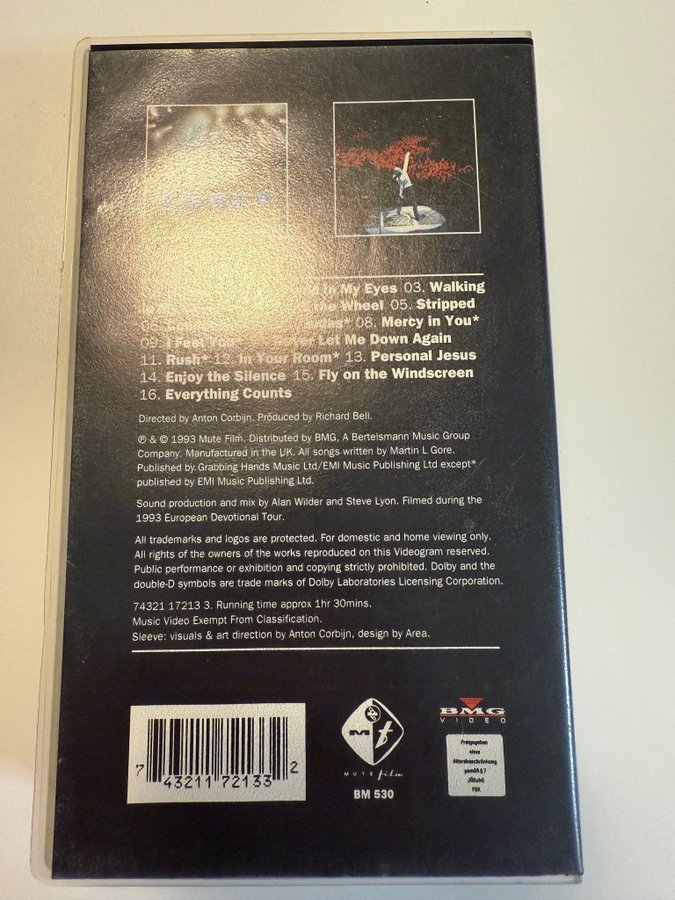 in My Eyes 03. Walking
the Wheel 05. Stripped
08. Mercy in You*
09. I Feel You* Never Let Me Down Again
11. Rush* 12. In Your Room* 13. Personal Jesus
14. Enjoy the Silence 15. Fly on the Windscreen
16. Everything Counts
Directed by Anton Corbijn. Produced by Richard Bell.
℗ & © 1993 Mute Film. Distributed by BMG, A Bertelsmann Music Group
Company. Manufactured in the UK. All songs written by Martin L Gore.
Published by Grabbing Hands Music Ltd/EMI Music Publishing Ltd except*
published by EMI Music Publishing Ltd.
Sound production and mix by Alan Wilder and Steve Lyon. Filmed during the
1993 European Devotional Tour.
All trademarks and logos are protected. For domestic and home viewing only.
All rights of the owners of the works reproduced on this Videogram reserved.
Public performance or exhibition and copying strictly prohibited. Dolby and the
double-D symbols are trade marks of Dolby Laboratories Licensing Corporation.
74321 17213 3. Running time approx 1hr 30mins.
Music Video Exempt From Classification.
Sleeve: visuals & art direction by Anton Corbijn, design by Area.
7 43211 72133 2
M f
MUTE film
BM 530
BMG
VIDEO
Freigegeben
ohne
Altersbeschränkung
gemäß § 7
JÖSchG
FSK